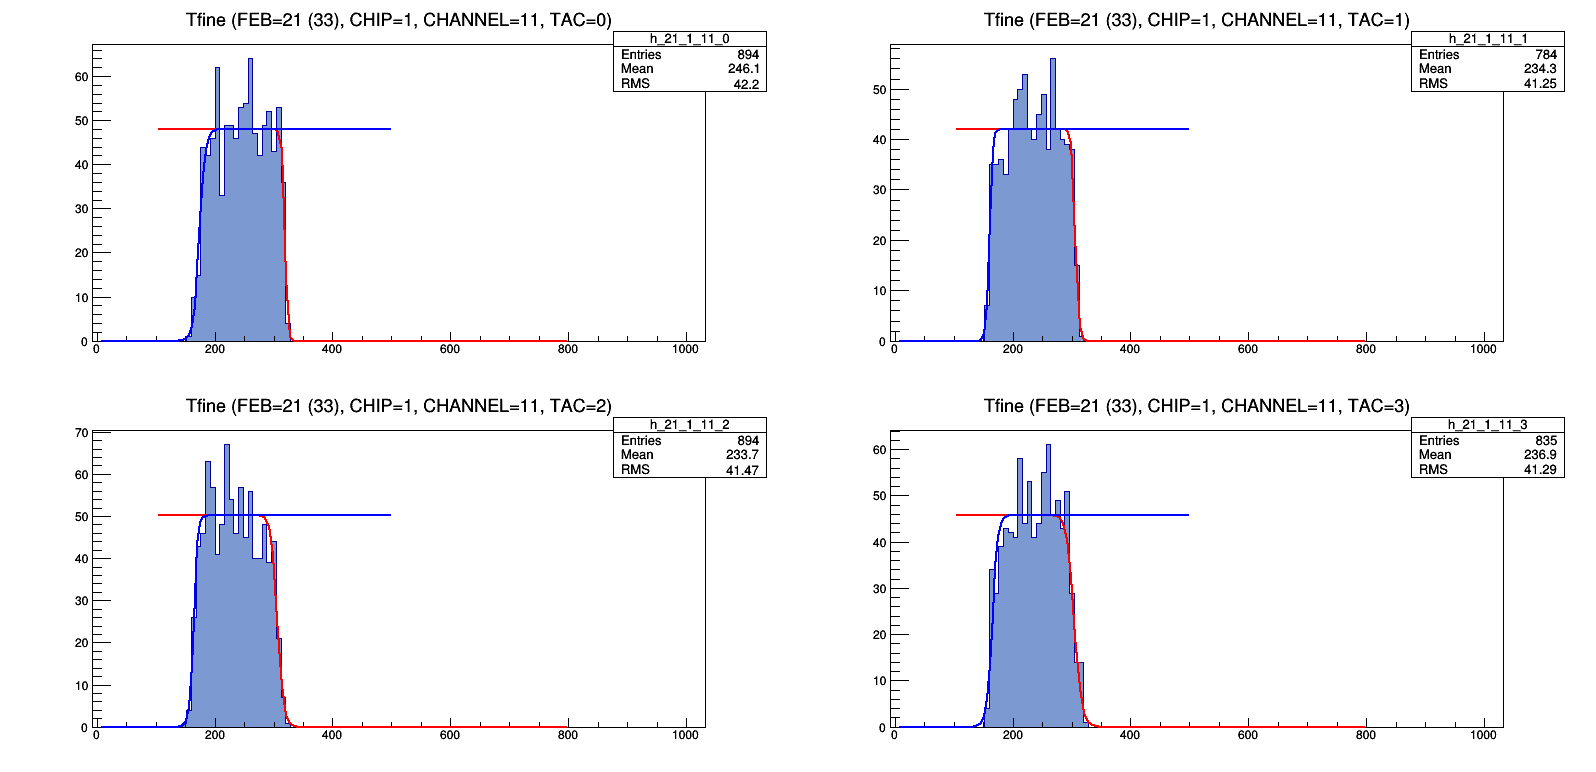 Tfine (FEB=21 (33), CHIP=1, CHANNEL=11, TAC=0)
h_21_1_11_0
Entries 894
Mean 246.1
RMS 42.2
60
50
40
30
20
10
0
0 200 400 600 800 1000
Tfine (FEB=21 (33), CHIP=1, CHANNEL=11, TAC=1)
h_21_1_11_1
Entries 784
Mean 234.3
RMS 41.25
50
40
30
20
10
0
0 200 400 600 800 1000
Tfine (FEB=21 (33), CHIP=1, CHANNEL=11, TAC=2)
h_21_1_11_2
Entries 894
Mean 233.7
RMS 41.47
70
60
50
40
30
20
10
0
0 200 400 600 800 1000
Tfine (FEB=21 (33), CHIP=1, CHANNEL=11, TAC=3)
h_21_1_11_3
Entries 835
Mean 236.9
RMS 41.29
60
50
40
30
20
10
0
0 200 400 600 800 1000